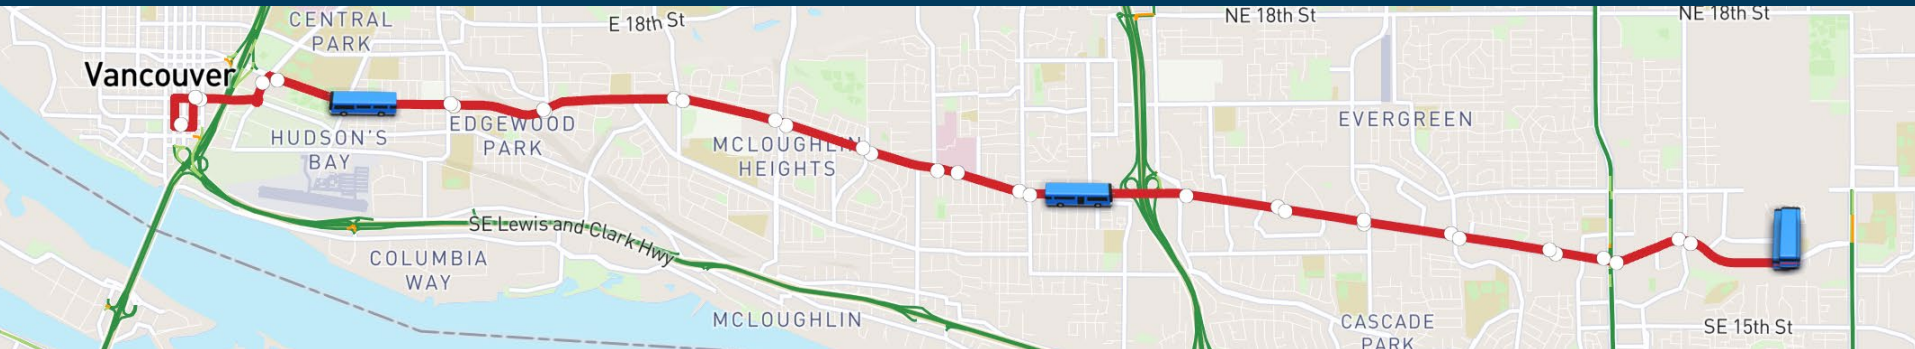 CENTRAL
PARK
E 18th St
NE 18th St
NE 18th St
Vancouver
HUDSON'S
BAY
EDGEWOOD
PARK
MCLOUGHLIN
HEIGHTS
EVERGREEN
SE Lewis and Clark Hwy
COLUMBIA
WAY
MCLOUGHLIN
CASCADE
PARK
SE 15th St